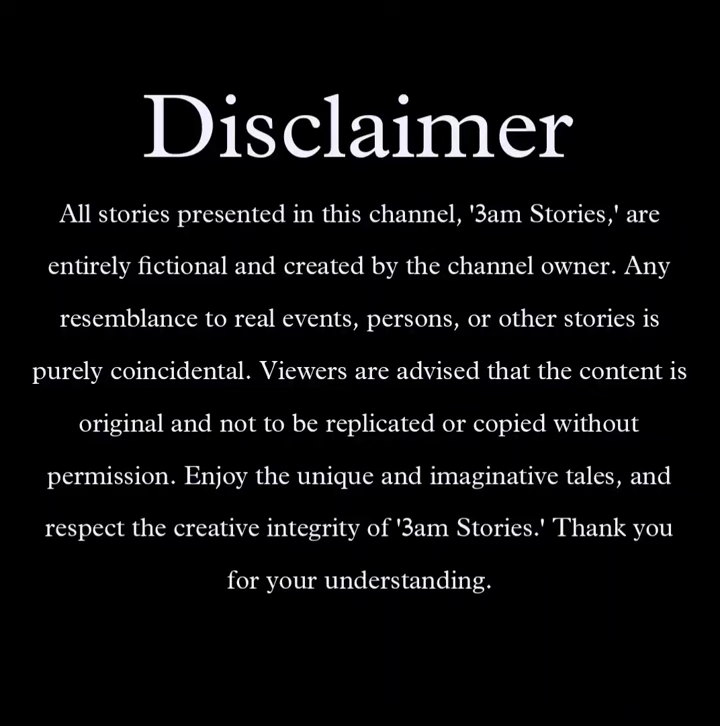 Disclaimer
All stories presented in this channel, '3am Stories,' are
entirely fictional and created by the channel owner. Any
resemblance to real events, persons, or other stories is
purely coincidental. Viewers are advised that the content is
original and not to be replicated or copied without
permission. Enjoy the unique and imaginative tales, and
respect the creative integrity of '3am Stories.' Thank you
for your understanding.